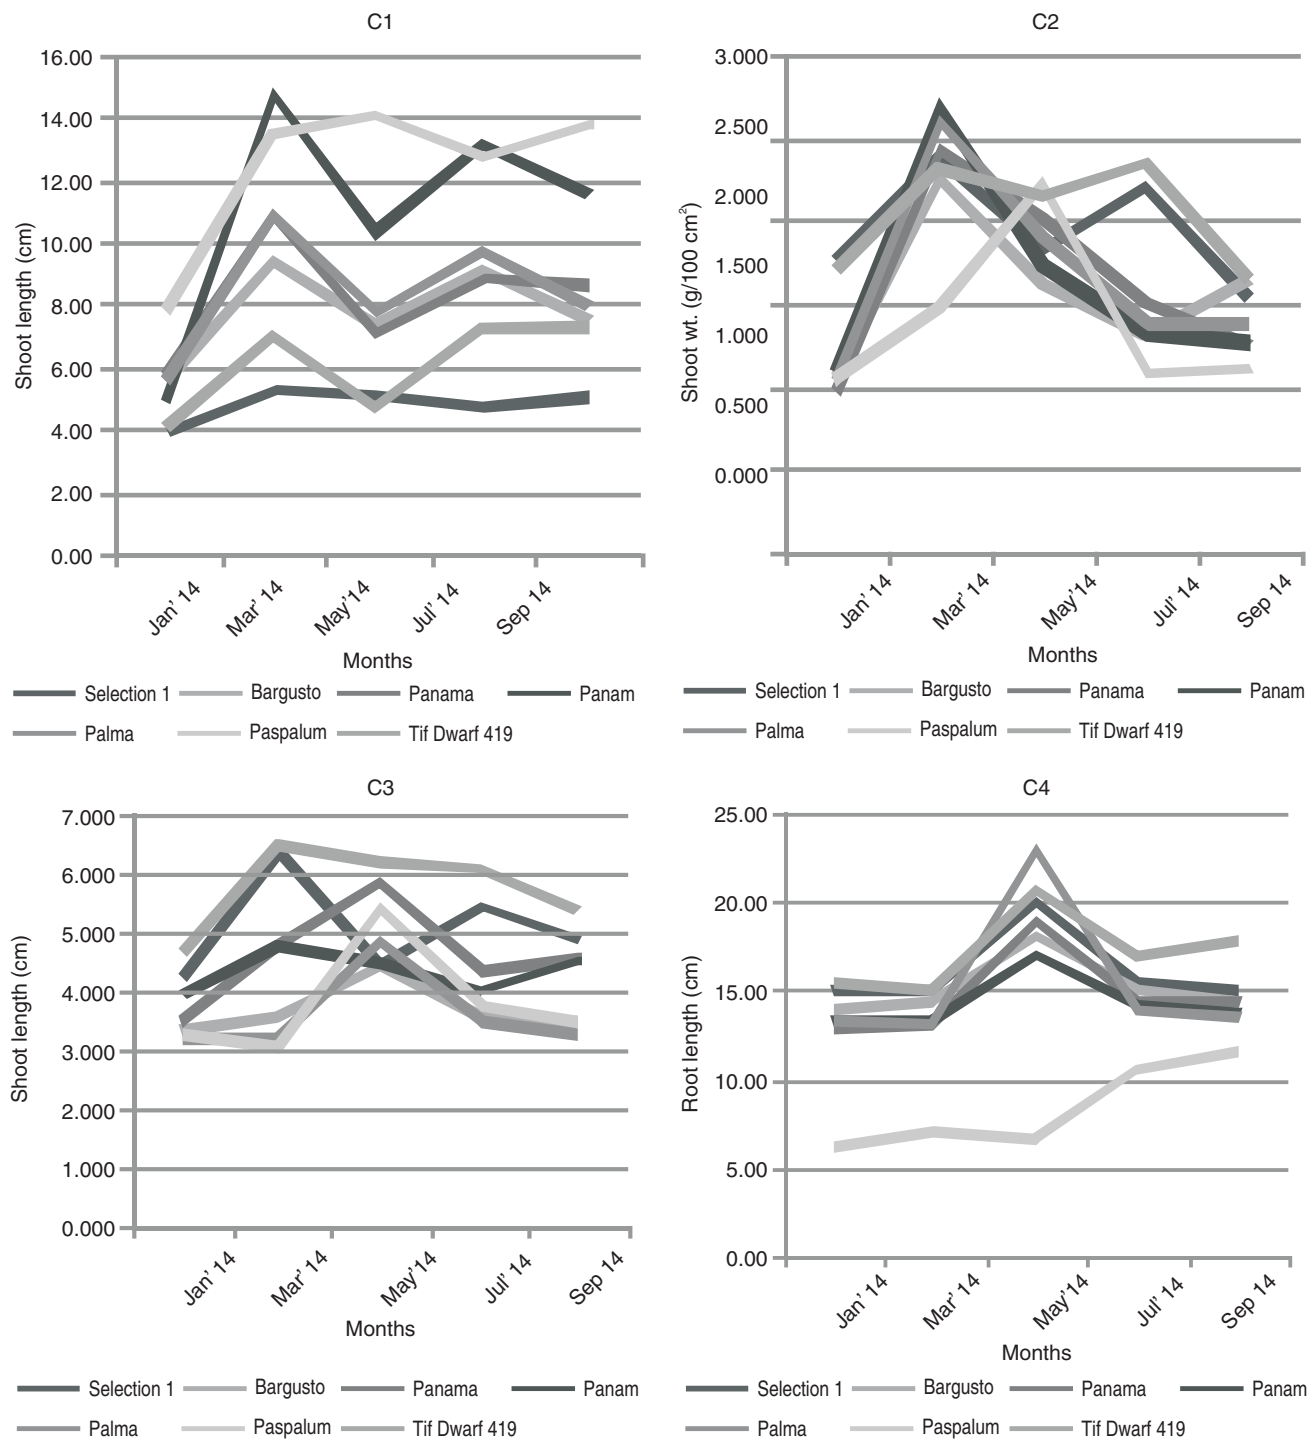 C1
Shoot length (cm)
16.00
14.00
12.00
10.00
8.00
6.00
4.00
2.00
0.00
Jan' 14
Mar' 14
May'14
Jul' 14
Sep 14
Months
Selection 1
Bargusto
Panama
Panam
Palma
Paspalum
Tif Dwarf 419
C2
Shoot wt. (g/100 cm²)
3.000
2.500
2.000
1.500
1.000
0.500
0.000
Jan' 14
Mar' 14
May'14
Jul' 14
Sep 14
Months
Selection 1
Bargusto
Panama
Panam
Palma
Paspalum
Tif Dwarf 419
C3
Shoot length (cm)
7.000
6.000
5.000
4.000
3.000
2.000
1.000
0.000
Jan' 14
Mar' 14
May'14
Jul' 14
Sep 14
Months
Selection 1
Bargusto
Panama
Panam
Palma
Paspalum
Tif Dwarf 419
C4
Root length (cm)
25.00
20.00
15.00
10.00
5.00
0.00
Jan' 14
Mar' 14
May'14
Jul' 14
Sep 14
Months
Selection 1
Bargusto
Panama
Panam
Palma
Paspalum
Tif Dwarf 419